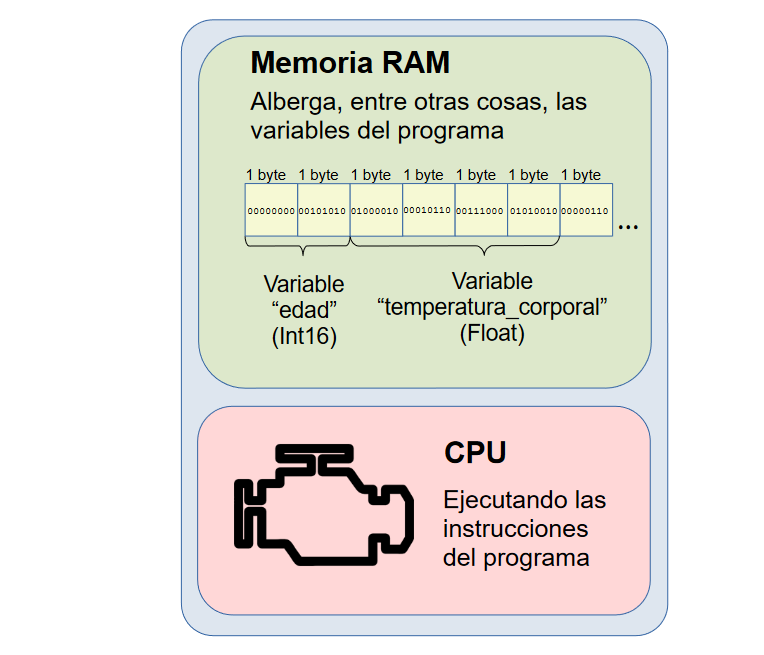 Memoria RAM
Alberga, entre otras cosas, las
variables del programa
1 byte 1 byte 1 byte 1 byte 1 byte 1 byte 1 byte
00000000 00101010 01000010 00010110 00111000 01010010 00000110 ...
Variable
“edad”
(Int16)
Variable
“temperatura_corporal”
(Float)
CPU
Ejecutando las
instrucciones
del programa